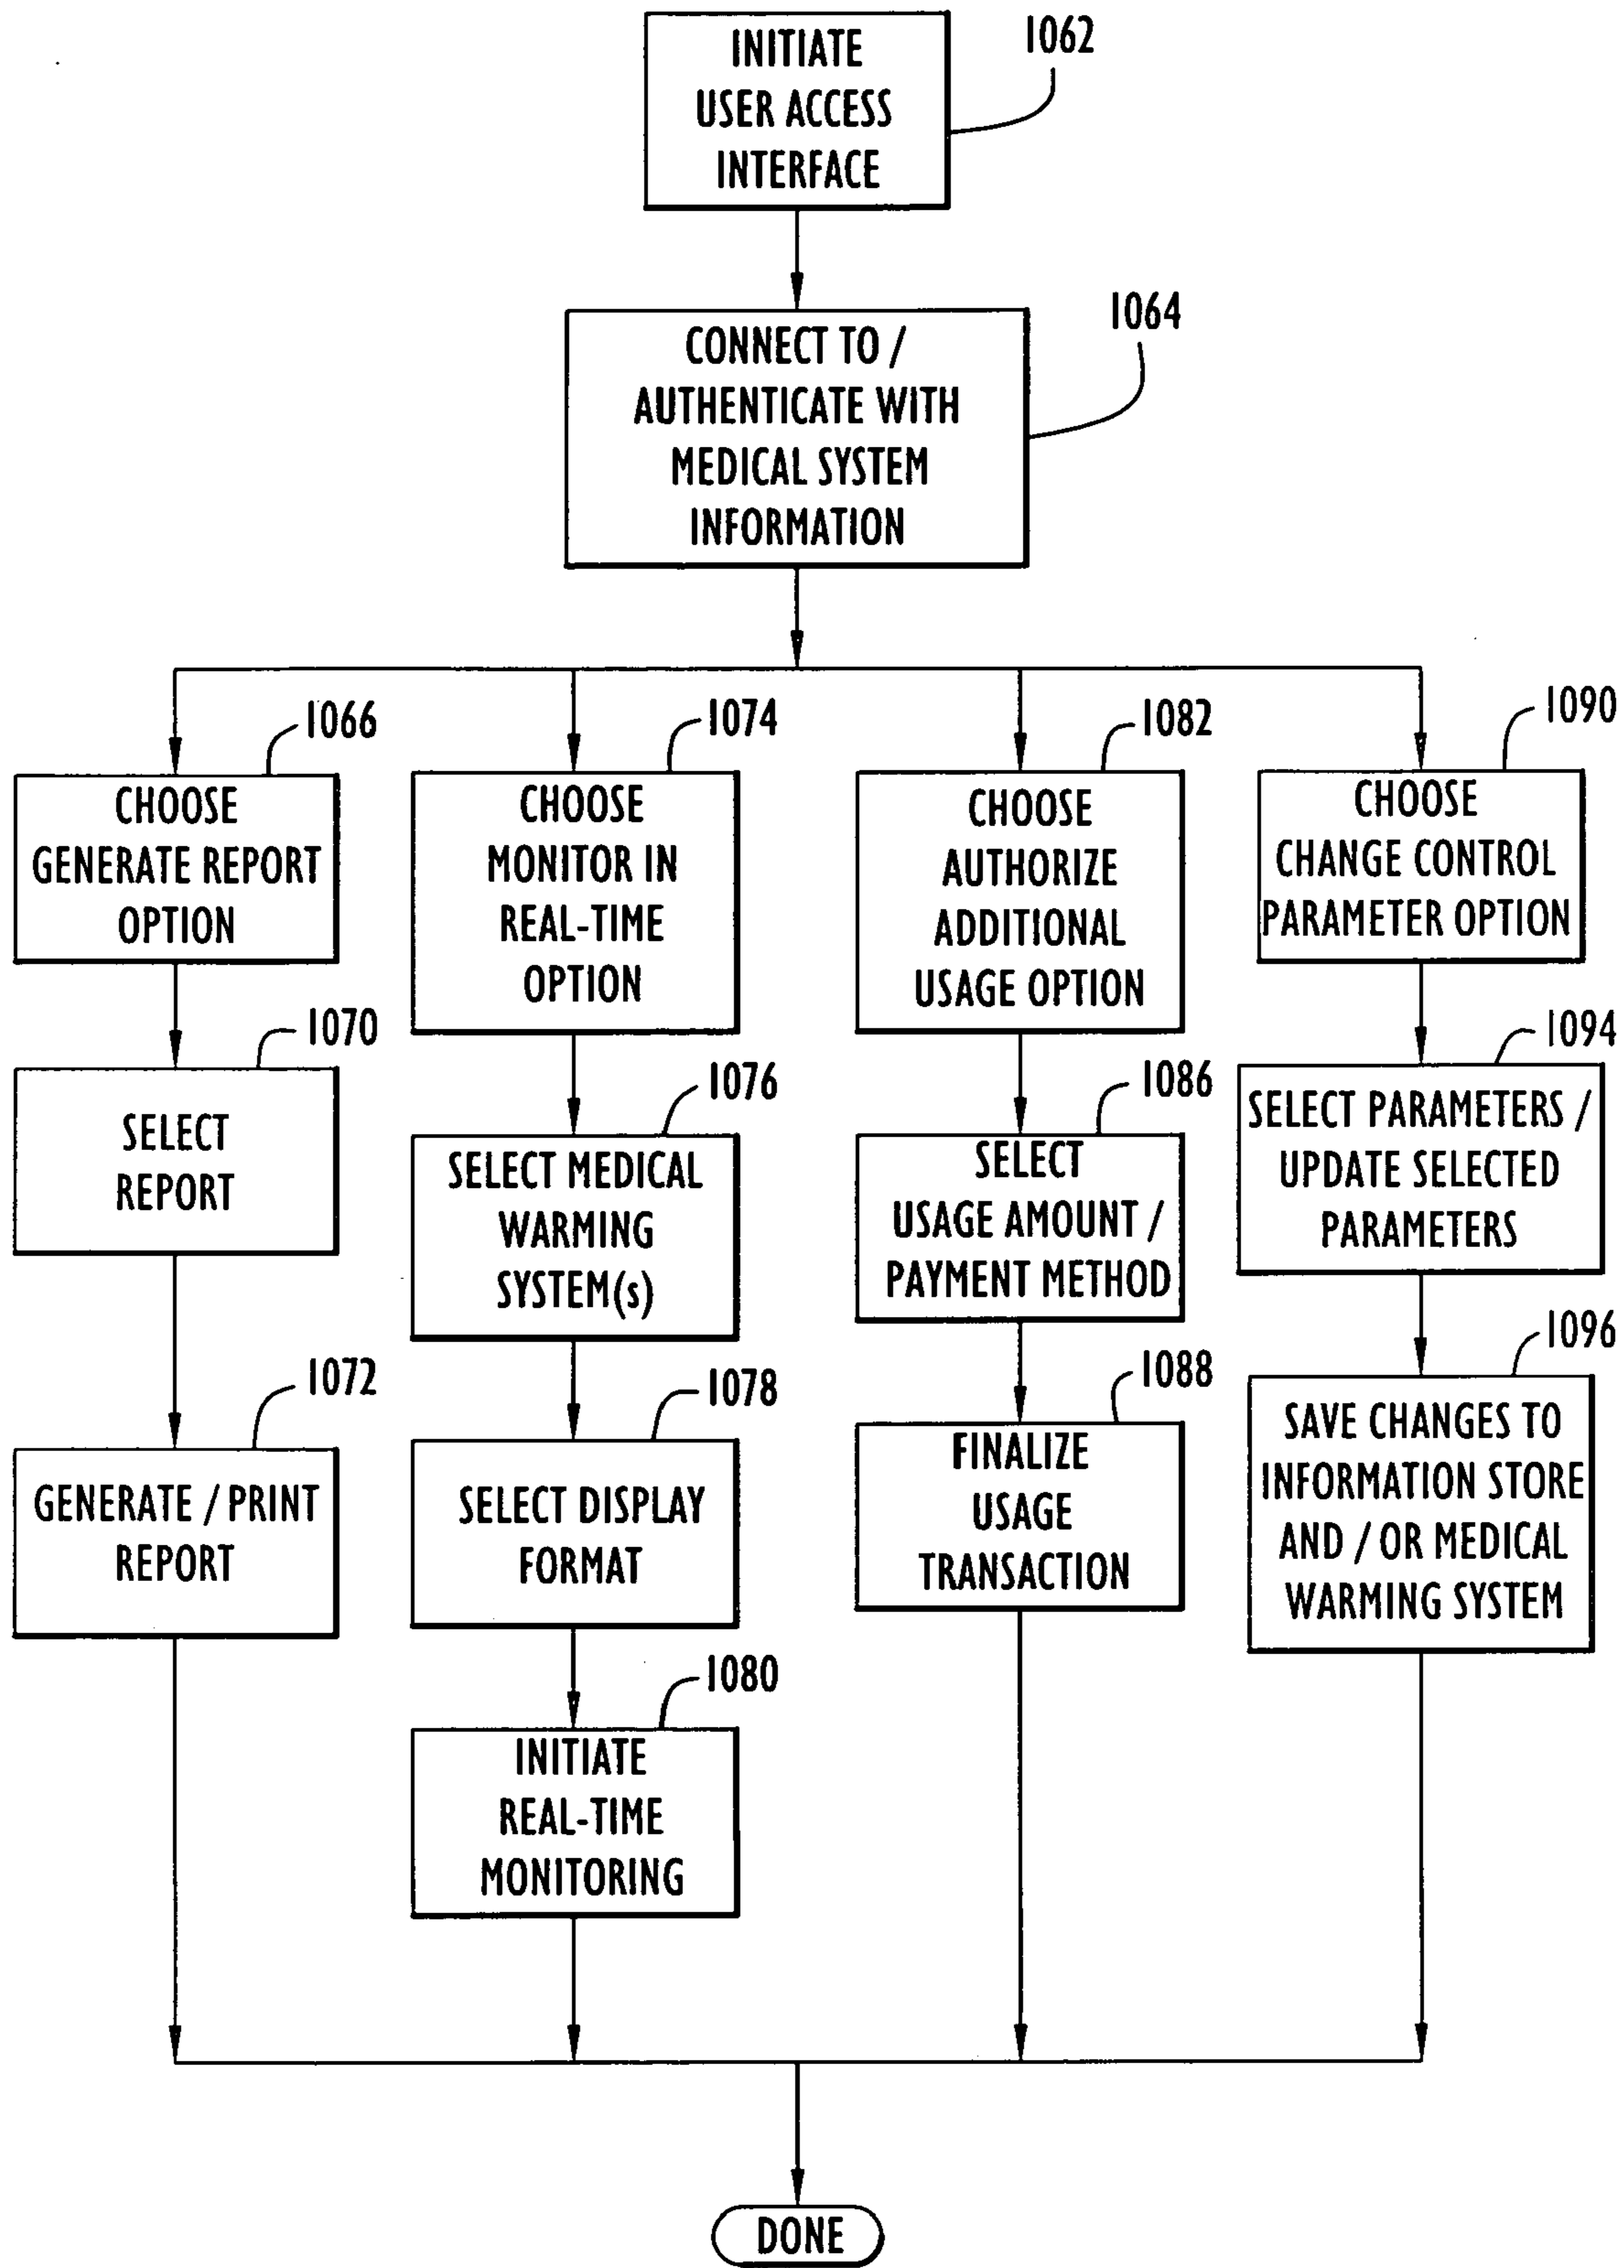 INITIATE
USER ACCESS
INTERFACE
1062
CONNECT TO /
AUTHENTICATE WITH
MEDICAL SYSTEM
INFORMATION
1064
1066
CHOOSE
GENERATE REPORT
OPTION
1070
SELECT
REPORT
1072
GENERATE / PRINT
REPORT
1074
CHOOSE
MONITOR IN
REAL-TIME
OPTION
1076
SELECT MEDICAL
WARMING
SYSTEM(s)
1078
SELECT DISPLAY
FORMAT
1080
INITIATE
REAL-TIME
MONITORING
1082
CHOOSE
AUTHORIZE
ADDITIONAL
USAGE OPTION
1086
SELECT
USAGE AMOUNT /
PAYMENT METHOD
1088
FINALIZE
USAGE
TRANSACTION
1090
CHOOSE
CHANGE CONTROL
PARAMETER OPTION
1094
SELECT PARAMETERS /
UPDATE SELECTED
PARAMETERS
1096
SAVE CHANGES TO
INFORMATION STORE
AND / OR MEDICAL
WARMING SYSTEM
DONE